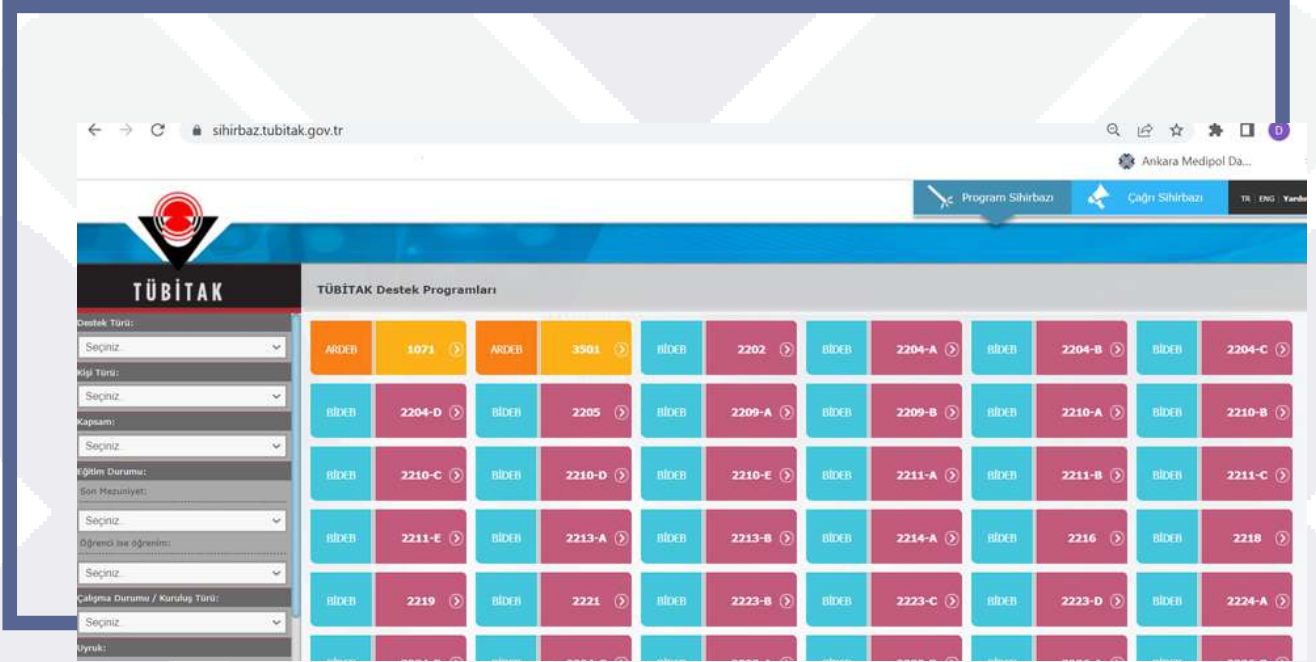 sihirbaz.tubitak.gov.tr
D
Ankara Medipol Da...
Program Sihirbazı
Çağrı Sihirbazı
TR ENG Yardı
TÜBİTAK
TÜBİTAK Destek Programları
Destek Türü:
Seçiniz..
Kişi Türü:
Seçiniz..
Kapsam:
Seçiniz..
Eğitim Durumu:
Son Mezuniyet:
Seçiniz..
Öğrenci ise öğrenim:
Seçiniz..
Çalışma Durumu / Kuruluş Türü:
Seçiniz..
Uyruk:
ARDEB 1071 ARDEB 3501 BİDEB 2202 BİDEB 2204-A BİDEB 2204-B BİDEB 2204-C
BİDEB 2204-D BİDEB 2205 BİDEB 2209-A BİDEB 2209-B BİDEB 2210-A BİDEB 2210-B
BİDEB 2210-C BİDEB 2210-D BİDEB 2210-E BİDEB 2211-A BİDEB 2211-B BİDEB 2211-C
BİDEB 2211-E BİDEB 2213-A BİDEB 2213-B BİDEB 2214-A BİDEB 2216 BİDEB 2218
BİDEB 2219 BİDEB 2221 BİDEB 2223-B BİDEB 2223-C BİDEB 2223-D BİDEB 2224-A